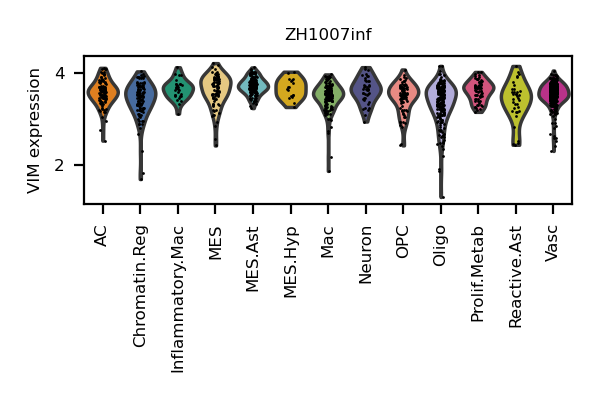 ZH1007inf
VIM expression
4
2
AC
Chromatin.Reg
Inflammatory.Mac
MES
MES.Ast
MES.Hyp
Mac
Neuron
OPC
Oligo
Prolif.Metab
Reactive.Ast
Vasc